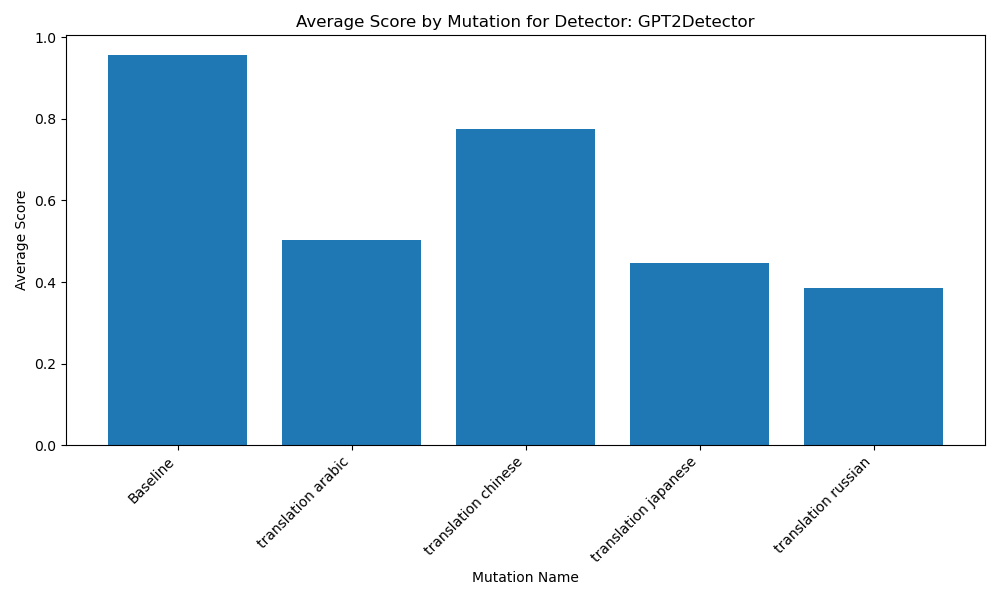 Average Score by Mutation for Detector: GPT2Detector
1.0
0.8
0.6
0.4
0.2
0.0
Average Score
Baseline
translation arabic
translation chinese
translation japanese
translation russian
Mutation Name